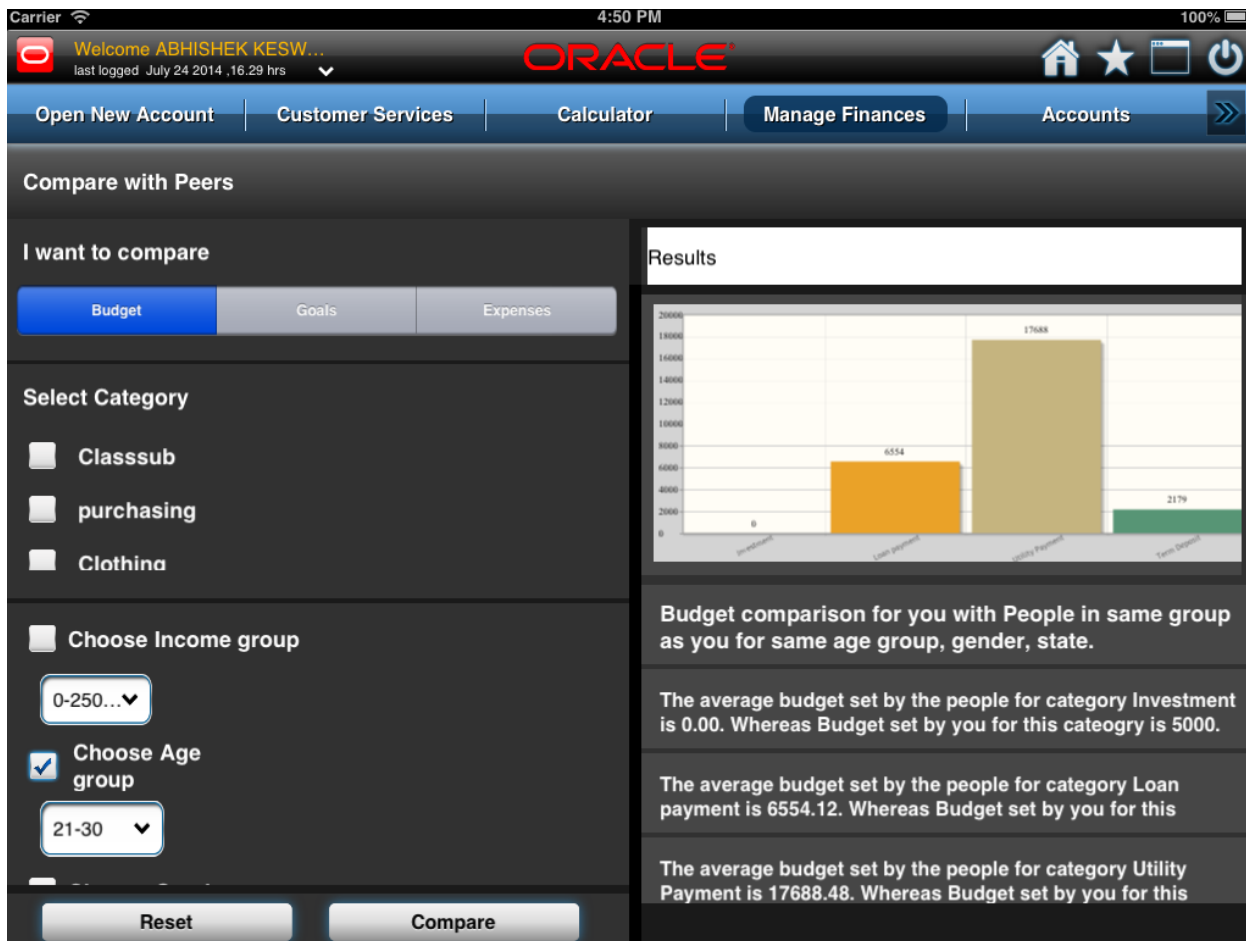 Carrier
4:50 PM
100%
Welcome ABHISHEK KESW...
last logged July 24 2014 ,16.29 hrs
ORACLE
Open New Account
Customer Services
Calculator
Manage Finances
Accounts
Compare with Peers
I want to compare
Budget
Goals
Expenses
Select Category
Classsub
purchasing
Clothing
Choose Income group
0-250...
Choose Age
group
21-30
Reset
Compare
Results
20000
18000
16000
14000
12000
10000
8000
6000
4000
2000
0
0
6554
17688
2179
Investment
Loan payment
Utility Payment
Term Deposit
Budget comparison for you with People in same group
as you for same age group, gender, state.
The average budget set by the people for category Investment
is 0.00. Whereas Budget set by you for this cateogry is 5000.
The average budget set by the people for category Loan
payment is 6554.12. Whereas Budget set by you for this
The average budget set by the people for category Utility
Payment is 17688.48. Whereas Budget set by you for this